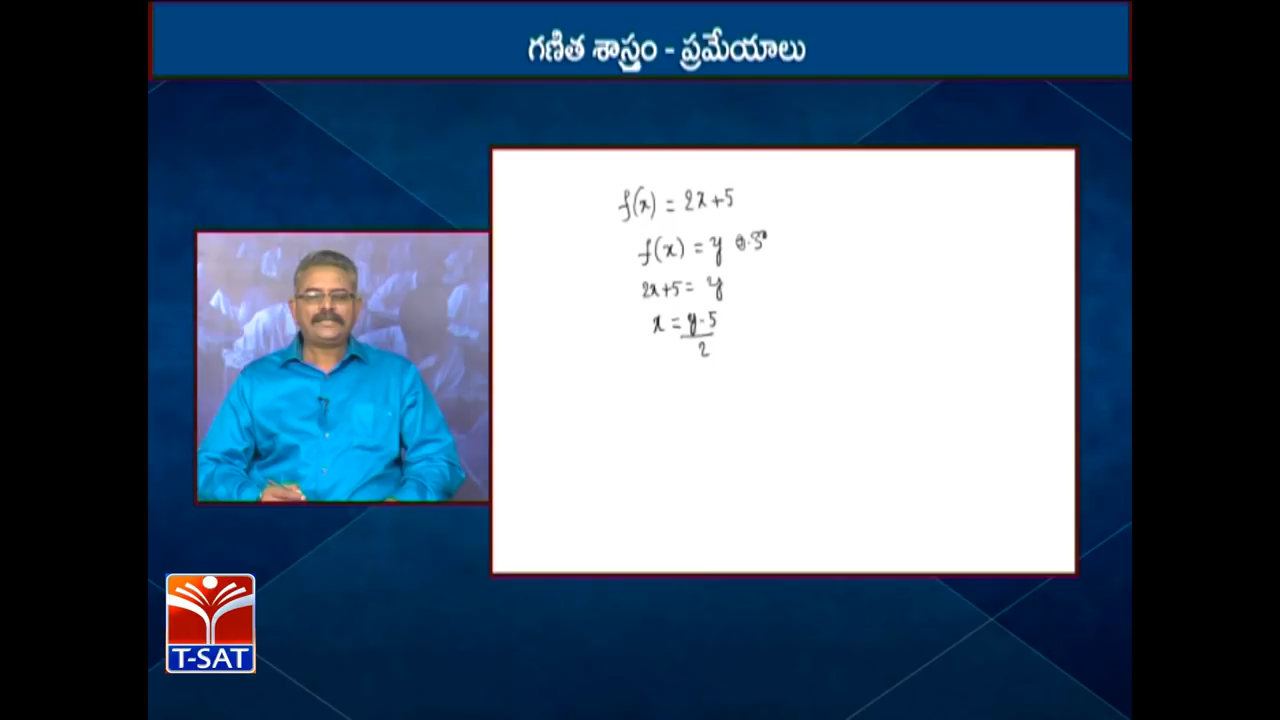 గణిత శాస్త్రం - ప్రమేయాలు
f(x) = 2x+5
f(x) = y
2x+5 = y
x = y-5
2
T-SAT